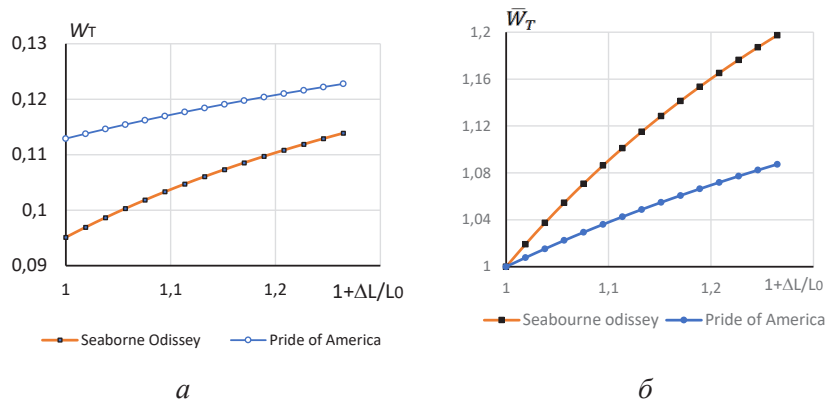 WT
0,13
0,12
0,11
0,1
0,09
1
1,1
1,2
1+ΔL/L0
Seaborne Odissey
Pride of America
а
W̅T
1,2
1,16
1,12
1,08
1,04
1
1
1,1
1,2
1+ΔL/L0
Seabourne odissey
Pride of America
б